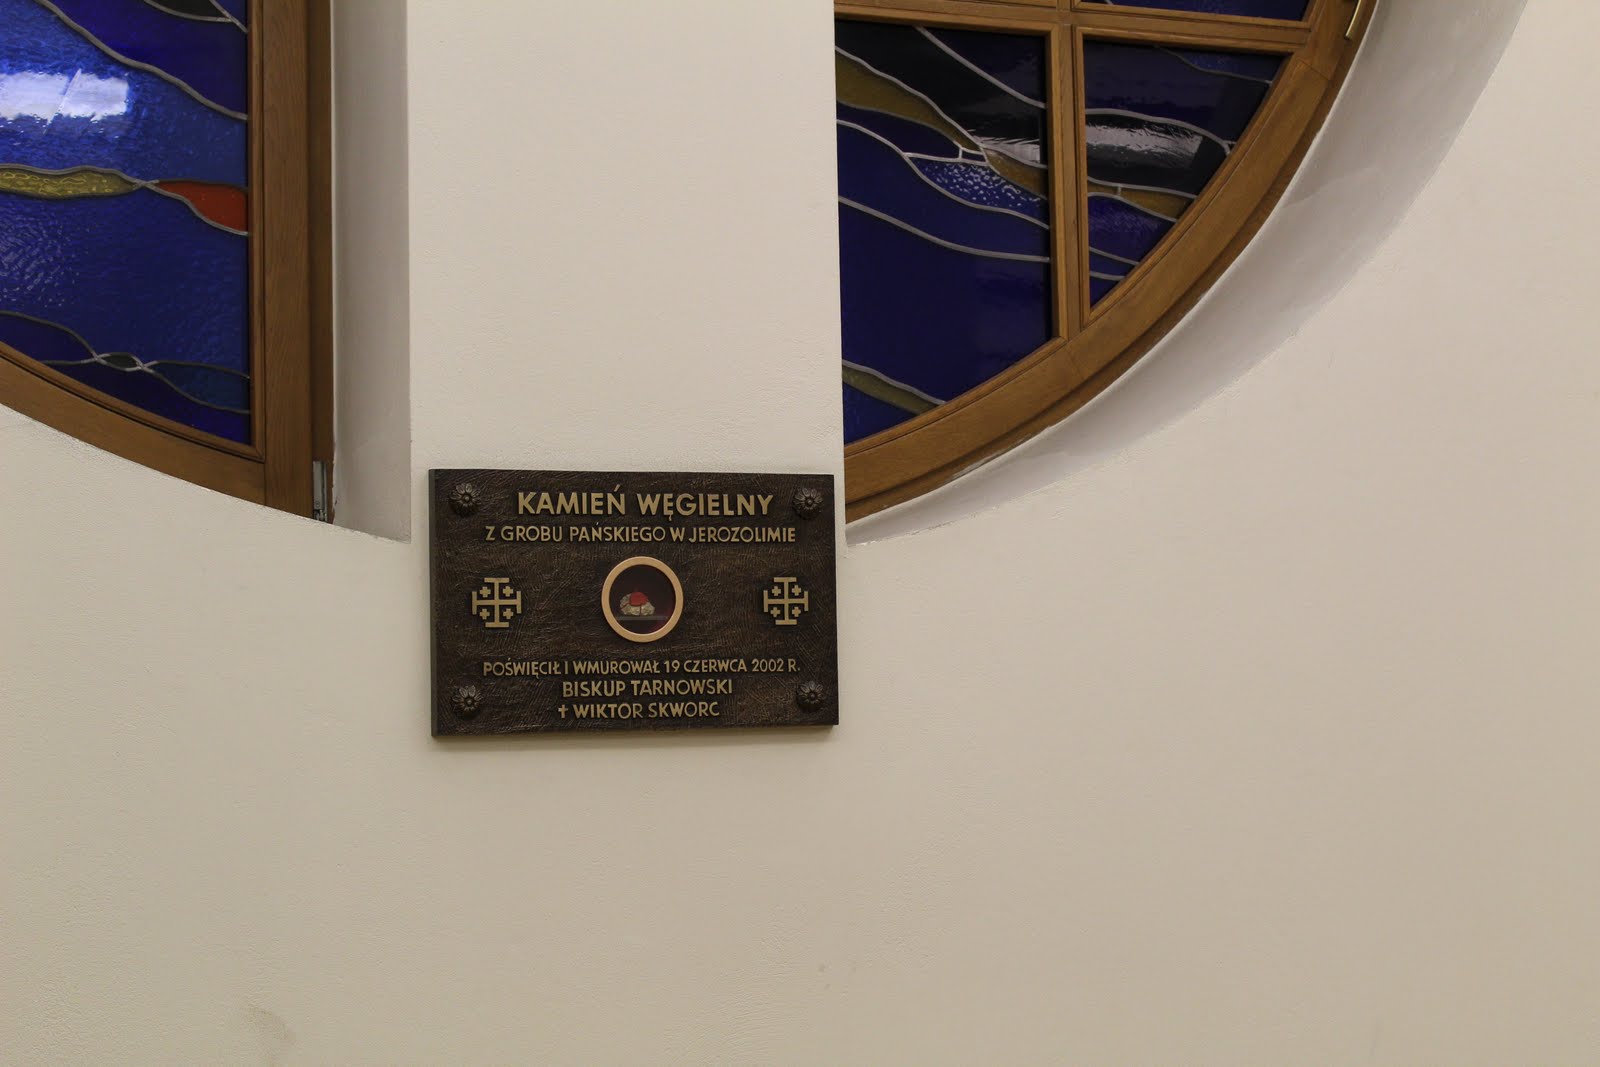 KAMIEŃ WĘGIELNY
Z GROBU PAŃSKIEGO W JEROZOLIMIE
POŚWIĘCIŁ I WMUROWAŁ 19 CZERWCA 2002 R.
BISKUP TARNOWSKI
✝ WIKTOR SKWORC